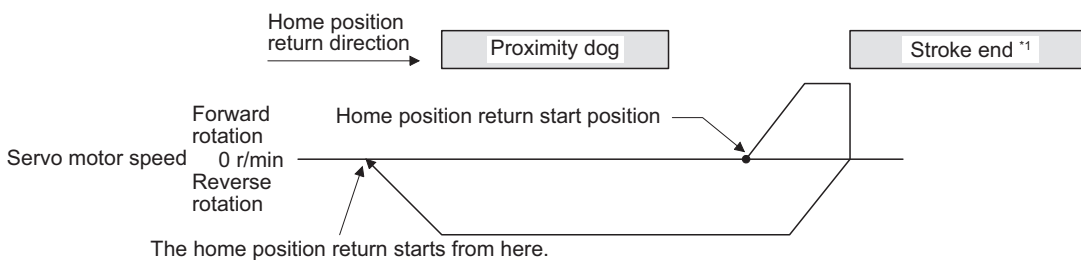 Home position
return direction
Proximity dog
Stroke end *1
Forward
rotation
Home position return start position
Servo motor speed 0 r/min
Reverse
rotation
The home position return starts from here.